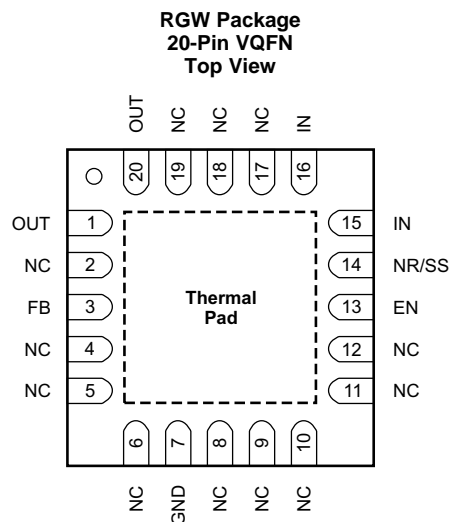 RGW Package
20-Pin VQFN
Top View
OUT NC NC NC IN
20 19 18 17 16
OUT 1 15 IN
NC 2 14 NR/SS
FB 3 Thermal Pad 13 EN
NC 4 12 NC
NC 5 11 NC
6 7 8 9 10
NC GND NC NC NC